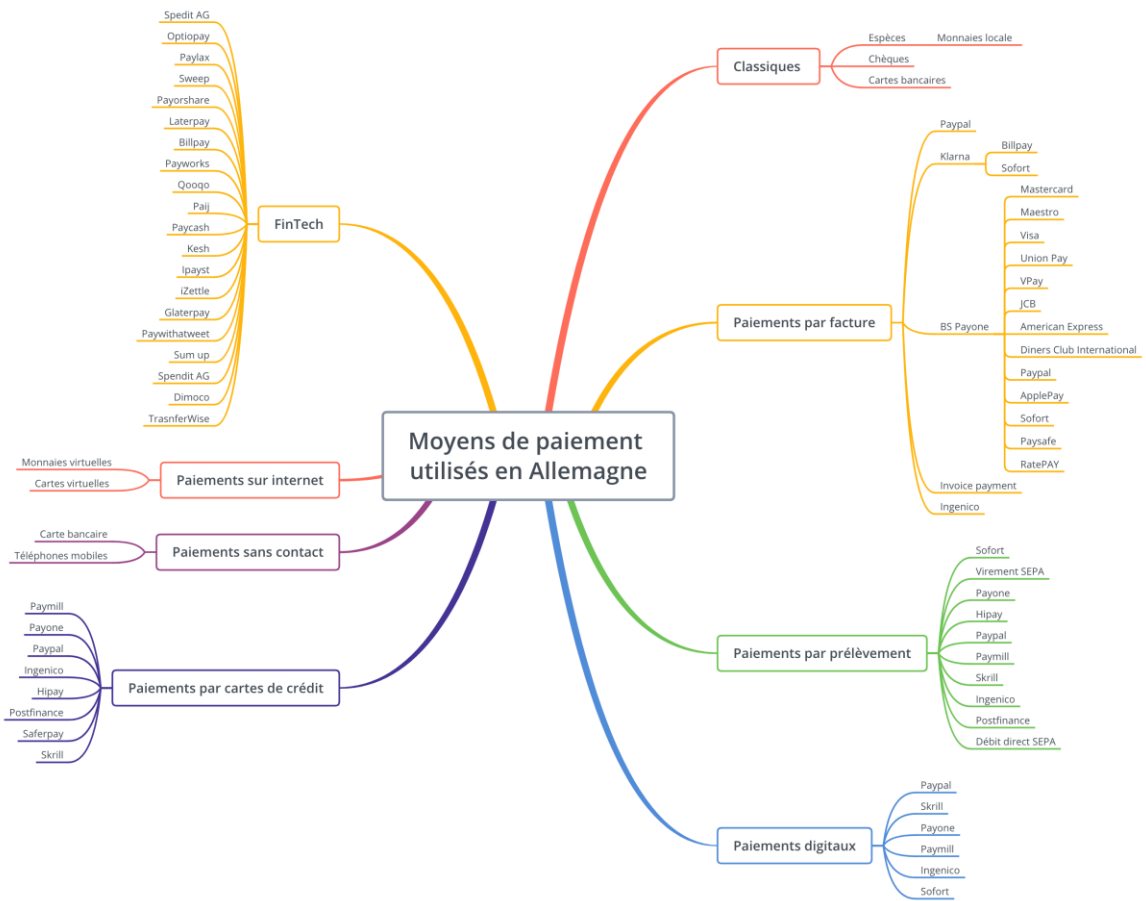 Moyens de paiement
utilisés en Allemagne
Classiques
Espèces
Monnaies locale
Chèques
Cartes bancaires
Paiements par facture
Paypal
Klarna
Billpay
Sofort
BS Payone
Mastercard
Maestro
Visa
Union Pay
VPay
JCB
American Express
Diners Club International
Paypal
ApplePay
Sofort
Paysafe
RatePAY
Invoice payment
Ingenico
Paiements par prélèvement
Sofort
Virement SEPA
Payone
Hipay
Paypal
Paymill
Skrill
Ingenico
Postfinance
Débit direct SEPA
Paiements digitaux
Paypal
Skrill
Payone
Paymill
Ingenico
Sofort
Paiements par cartes de crédit
Paymill
Payone
Paypal
Ingenico
Hipay
Postfinance
Saferpay
Skrill
Paiements sans contact
Carte bancaire
Téléphones mobiles
Paiements sur internet
Monnaies virtuelles
Cartes virtuelles
FinTech
Spedit AG
Optiopay
Paylax
Sweep
Payorshare
Laterpay
Billpay
Payworks
Qooqo
Paij
Paycash
Kesh
Ipayst
iZettle
Glaterpay
Paywithatweet
Sum up
Spendit AG
Dimoco
TrasnferWise